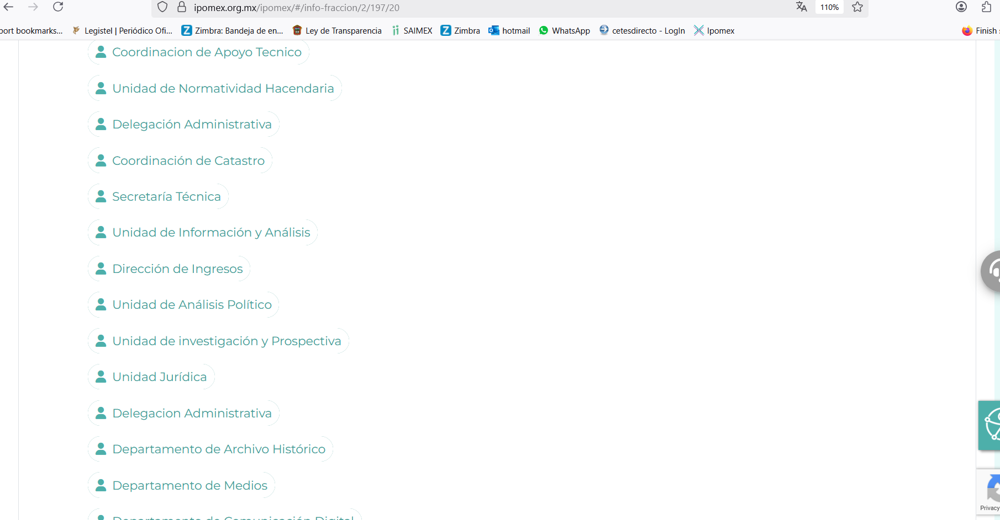 ipomex.org.mx/ipomex/#/info-fraccion/2/197/20
110%
port bookmarks...
Legistel | Periódico Ofi...
Zimbra: Bandeja de en...
Ley de Transparencia
SAIMEX
Zimbra
hotmail
WhatsApp
cetesdirecto - LogIn
Ipomex
Finish
Coordinacion de Apoyo Tecnico
Unidad de Normatividad Hacendaria
Delegación Administrativa
Coordinación de Catastro
Secretaría Técnica
Unidad de Información y Análisis
Dirección de Ingresos
Unidad de Análisis Político
Unidad de investigación y Prospectiva
Unidad Jurídica
Delegacion Administrativa
Departamento de Archivo Histórico
Departamento de Medios
Departamento de Comunicación Digital
Privacy